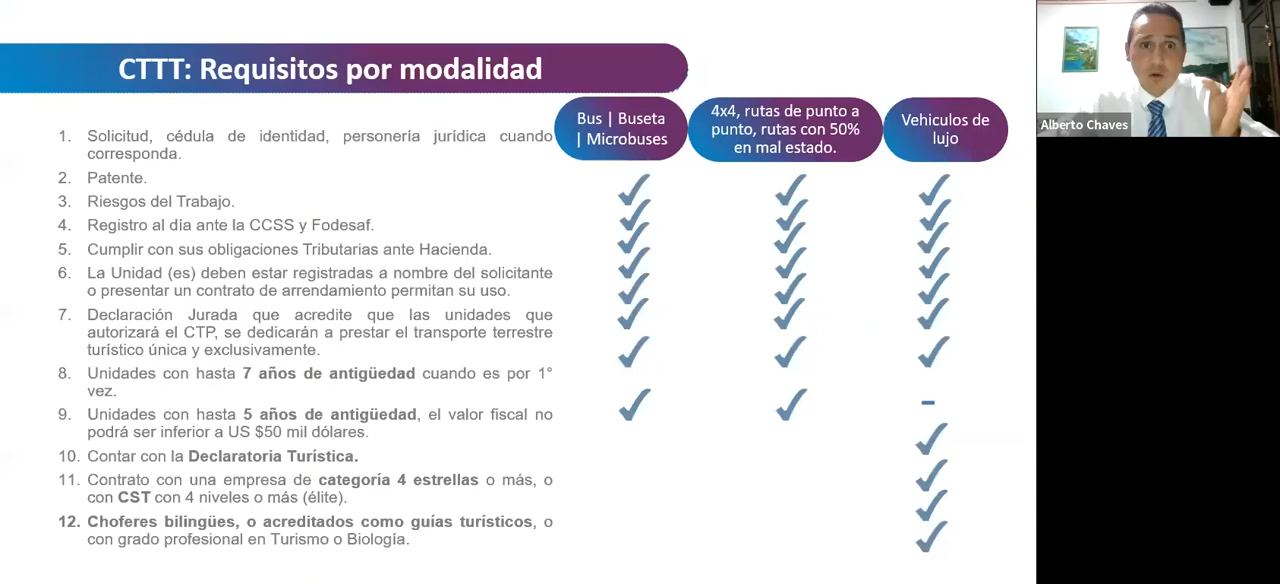 CTTT: Requisitos por modalidad
Bus | Buseta
| Microbuses
4x4, rutas de punto a
punto, rutas con 50%
en mal estado.
Vehiculos de
lujo
1. Solicitud, cédula de identidad, personería jurídica cuando
corresponda.
2. Patente.
3. Riesgos del Trabajo.
4. Registro al día ante la CCSS y Fodesaf.
5. Cumplir con sus obligaciones Tributarias ante Hacienda.
6. La Unidad (es) deben estar registradas a nombre del solicitante
o presentar un contrato de arrendamiento permitan su uso.
7. Declaración Jurada que acredite que las unidades que
autorizará el CTP, se dedicarán a prestar el transporte terrestre
turístico única y exclusivamente.
8. Unidades con hasta 7 años de antigüedad cuando es por 1°
vez.
9. Unidades con hasta 5 años de antigüedad, el valor fiscal no
podrá ser inferior a US $50 mil dólares.
10. Contar con la Declaratoria Turística.
11. Contrato con una empresa de categoría 4 estrellas o más, o
con CST con 4 niveles o más (élite).
12. Choferes bilingües, o acreditados como guías turísticos, o
con grado profesional en Turismo o Biología.
Alberto Chaves